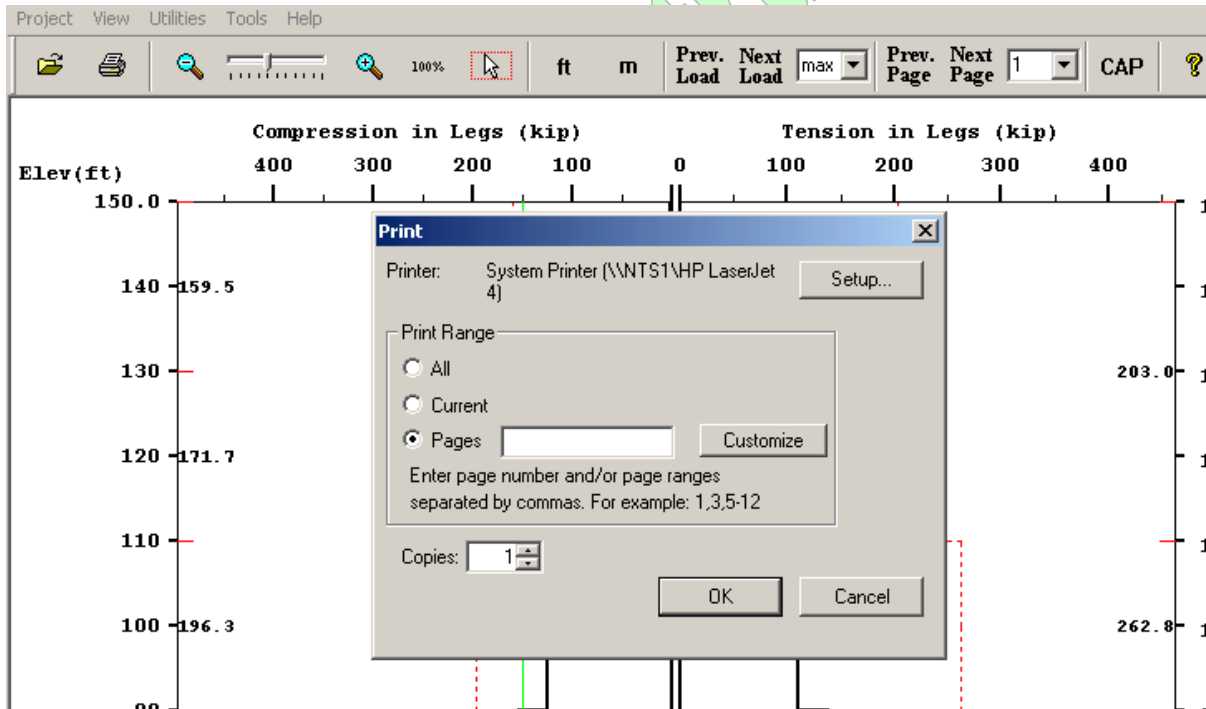 Project View Utilities Tools Help
100% ft m Prev. Load Next Load max Prev. Page Next Page 1 CAP ?
Compression in Legs (kip) Tension in Legs (kip)
400 300 200 100 0 100 200 300 400
Elev(ft)
150.0
Print
Printer: System Printer (\\NTS1\HP LaserJet 4) Setup...
140 159.5
Print Range
All
130 203.0
Current
Pages Customize
120 171.7
Enter page number and/or page ranges
separated by commas. For example: 1,3,5-12
110
Copies: 1
OK Cancel
100 196.3 262.8